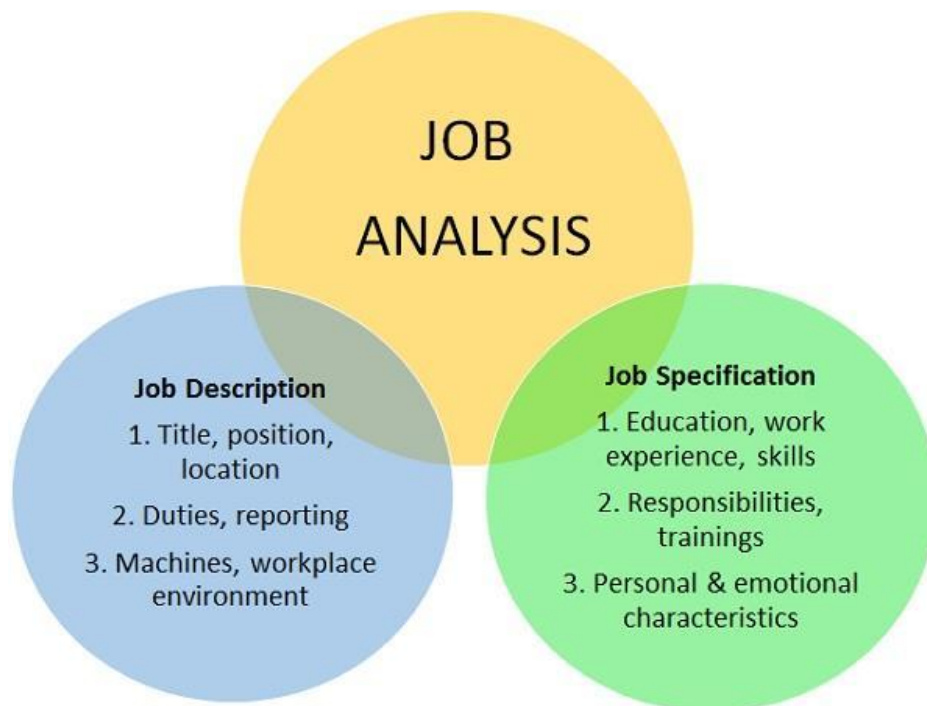 JOB
ANALYSIS
Job Description
1. Title, position,
location
2. Duties, reporting
3. Machines, workplace
environment
Job Specification
1. Education, work
experience, skills
2. Responsibilities,
trainings
3. Personal & emotional
characteristics